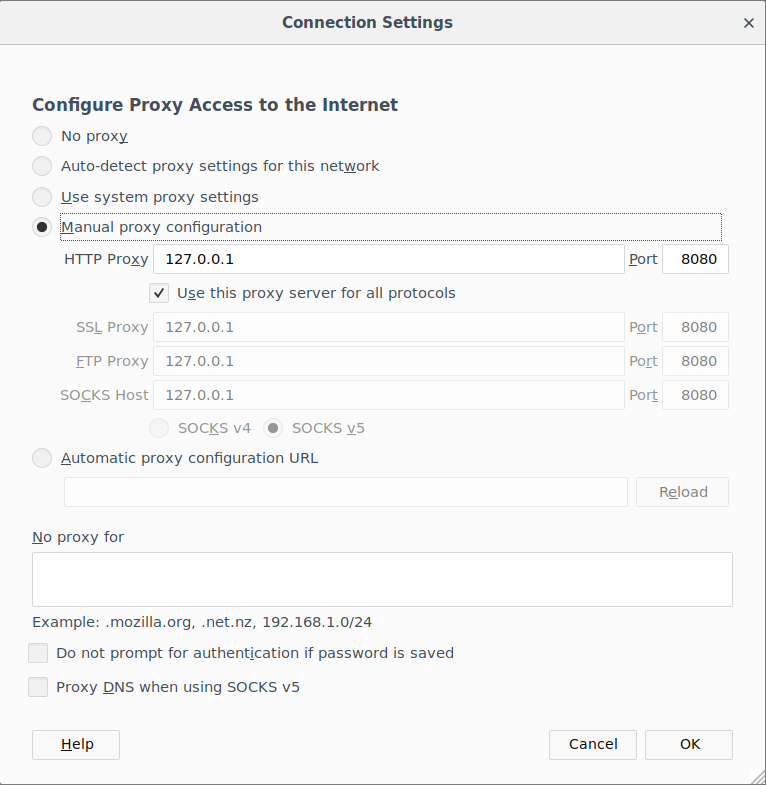 Connection Settings ×
Configure Proxy Access to the Internet
No proxy
Auto-detect proxy settings for this network
Use system proxy settings
Manual proxy configuration
HTTP Proxy 127.0.0.1 Port 8080
Use this proxy server for all protocols
SSL Proxy 127.0.0.1 Port 8080
FTP Proxy 127.0.0.1 Port 8080
SOCKS Host 127.0.0.1 Port 8080
SOCKS v4 SOCKS v5
Automatic proxy configuration URL
Reload
No proxy for
Example: .mozilla.org, .net.nz, 192.168.1.0/24
Do not prompt for authentication if password is saved
Proxy DNS when using SOCKS v5
Help Cancel OK